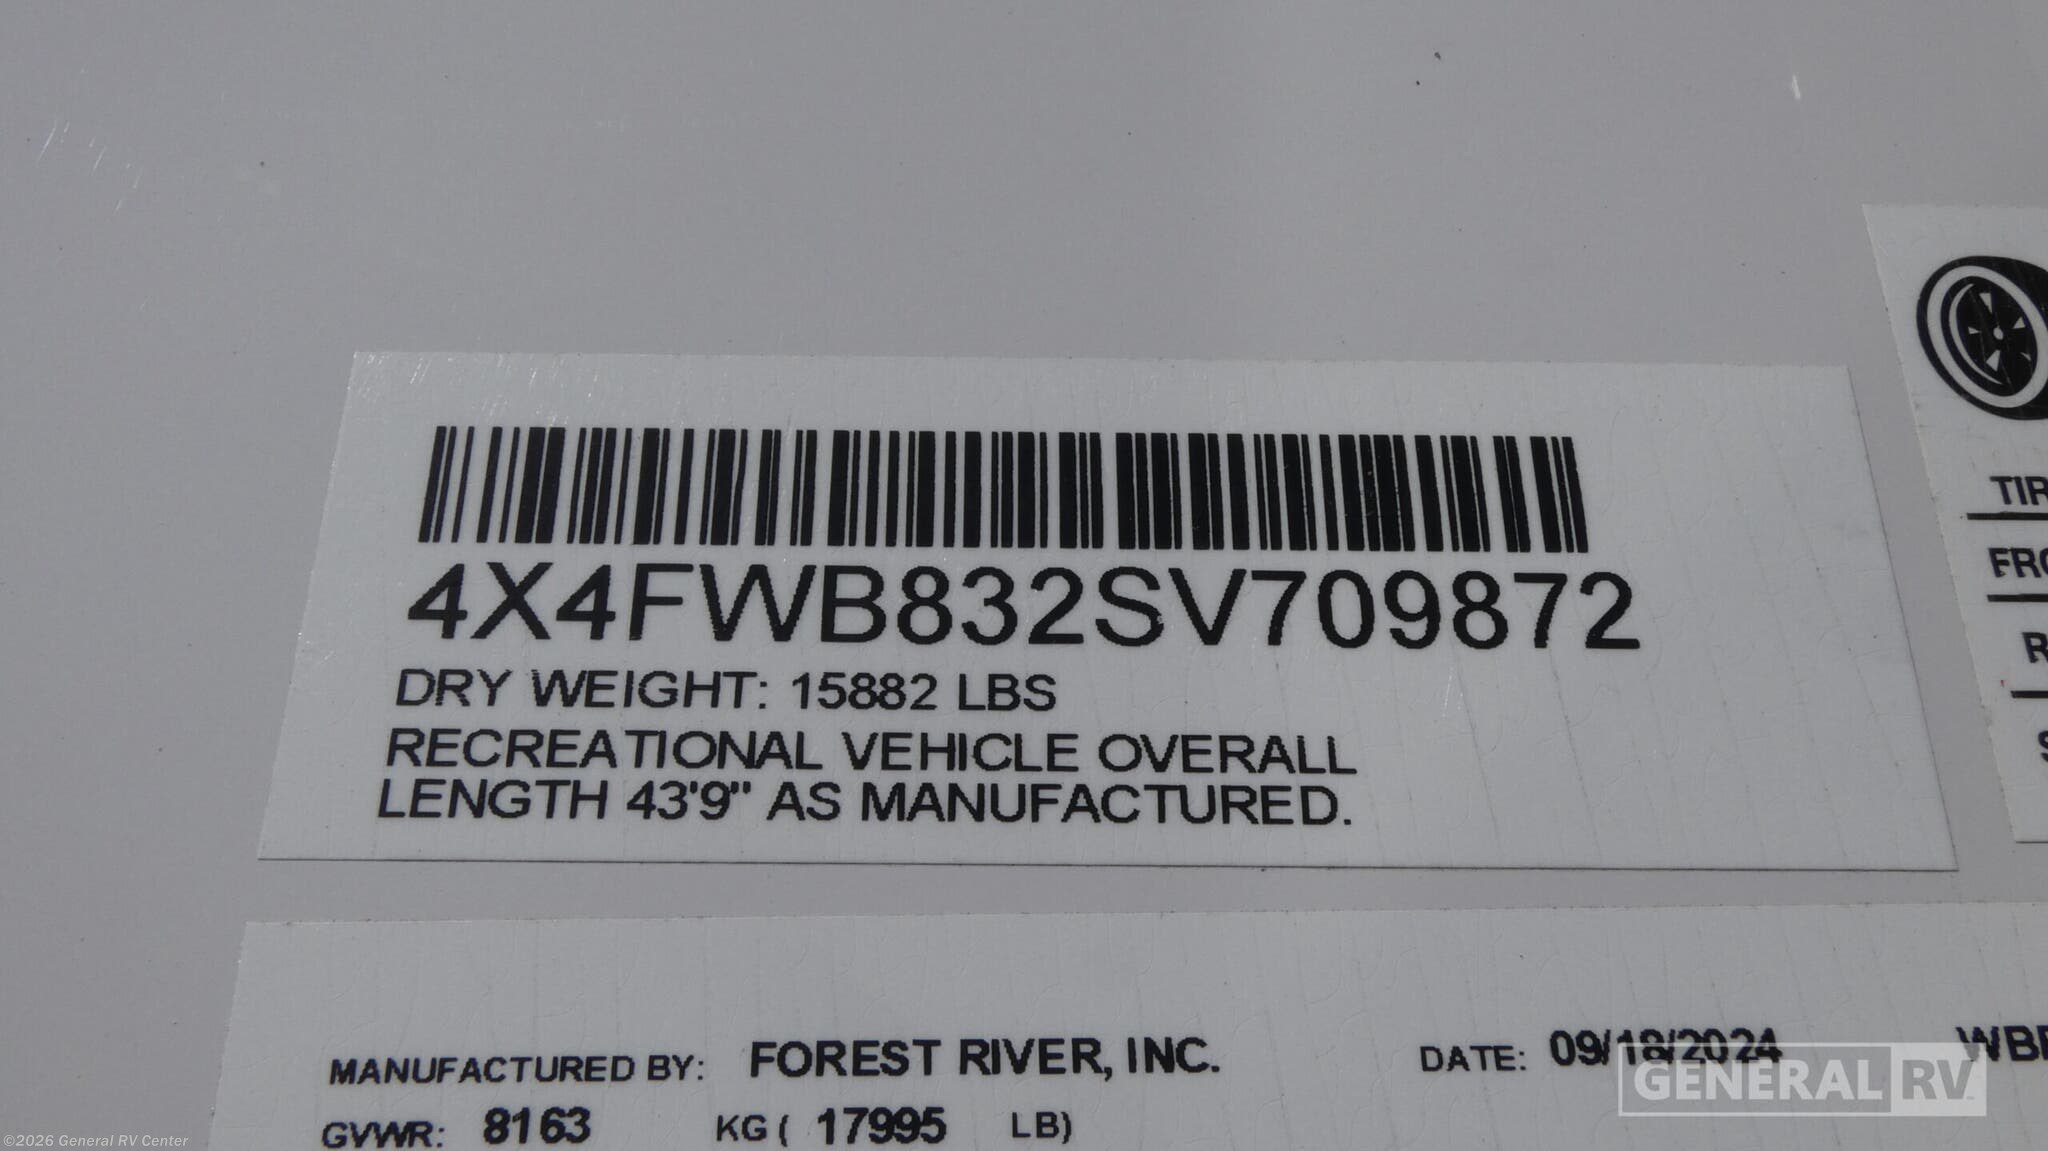 4X4FWB832SV709872
DRY WEIGHT: 15882 LBS
RECREATIONAL VEHICLE OVERALL
LENGTH 43'9" AS MANUFACTURED.
MANUFACTURED BY: FOREST RIVER, INC. DATE: 09/18/2024
GVWR: 8163 KG ( 17995 LB)
GENERAL RV
©2026 General RV Center